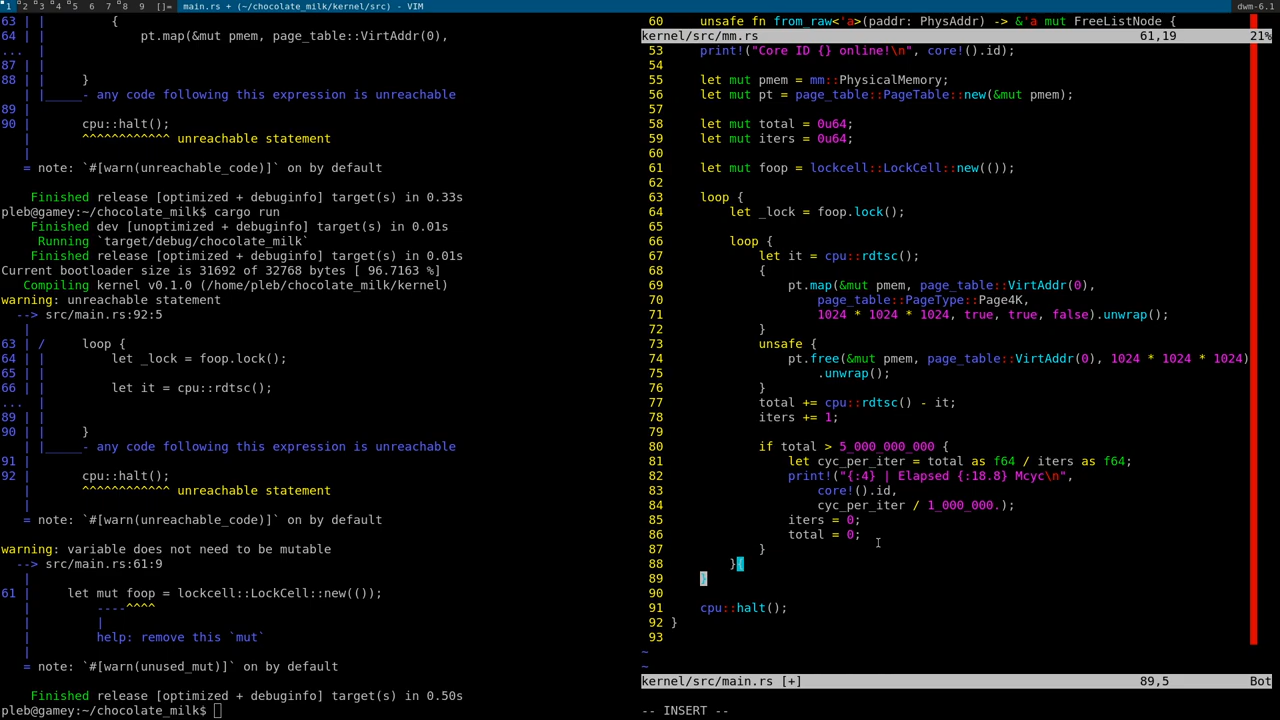 1 2 3 4 5 6 7 8 9 []= main.rs + (~/chocolate_milk/kernel/src) - VIM dwm-6.1
63 | |         {
64 | |             pt.map(&mut pmem, page_table::VirtAddr(0),
...  |
87 | |
88 | |     }
   | |_____- any code following this expression is unreachable
89 |
90 |       cpu::halt();
   |       ^^^^^^^^^^^^ unreachable statement
   |
   = note: `#[warn(unreachable_code)]` on by default
    Finished release [optimized + debuginfo] target(s) in 0.33s
pleb@gamey:~/chocolate_milk$ cargo run
    Finished dev [unoptimized + debuginfo] target(s) in 0.01s
     Running `target/debug/chocolate_milk`
    Finished release [optimized + debuginfo] target(s) in 0.01s
Current bootloader size is 31692 of 32768 bytes [ 96.7163 %]
   Compiling kernel v0.1.0 (/home/pleb/chocolate_milk/kernel)
warning: unreachable statement
  --> src/main.rs:92:5
   |
63 | /     loop {
64 | |         let _lock = foop.lock();
65 | |
66 | |         let it = cpu::rdtsc();
...  |
89 | |
90 | |     }
   | |_____- any code following this expression is unreachable
91 |
92 |       cpu::halt();
   |       ^^^^^^^^^^^^ unreachable statement
   |
   = note: `#[warn(unreachable_code)]` on by default
warning: variable does not need to be mutable
  --> src/main.rs:61:9
   |
61 |     let mut foop = lockcell::LockCell::new(());
   |         ----^^^^
   |         |
   |         help: remove this `mut`
   |
   = note: `#[warn(unused_mut)]` on by default
    Finished release [optimized + debuginfo] target(s) in 0.50s
pleb@gamey:~/chocolate_milk$
60     unsafe fn from_raw<'a>(paddr: PhysAddr) -> &'a mut FreeListNode {
kernel/src/mm.rs 61,19 21%
53     print!("Core ID {} online!\n", core!().id);
54
55     let mut pmem = mm::PhysicalMemory;
56     let mut pt = page_table::PageTable::new(&mut pmem);
57
58     let mut total = 0u64;
59     let mut iters = 0u64;
60
61     let mut foop = lockcell::LockCell::new(());
62
63     loop {
64         let _lock = foop.lock();
65
66         loop {
67             let it = cpu::rdtsc();
68             {
69                 pt.map(&mut pmem, page_table::VirtAddr(0),
70                     page_table::PageType::Page4K,
71                     1024 * 1024 * 1024, true, true, false).unwrap();
72             }
73             unsafe {
74                 pt.free(&mut pmem, page_table::VirtAddr(0), 1024 * 1024 * 1024)
75                     .unwrap();
76             }
77             total += cpu::rdtsc() - it;
78             iters += 1;
79
80             if total > 5_000_000_000 {
81                 let cyc_per_iter = total as f64 / iters as f64;
82                 print!("{:4} | Elapsed {:18.8} Mcyc\n",
83                     core!().id,
84                     cyc_per_iter / 1_000_000.);
85                 iters = 0;
86                 total = 0;
87             }
88         }{
89     }
90
91     cpu::halt();
92 }
93
~
~
kernel/src/main.rs [+] 89,5 Bot
-- INSERT --